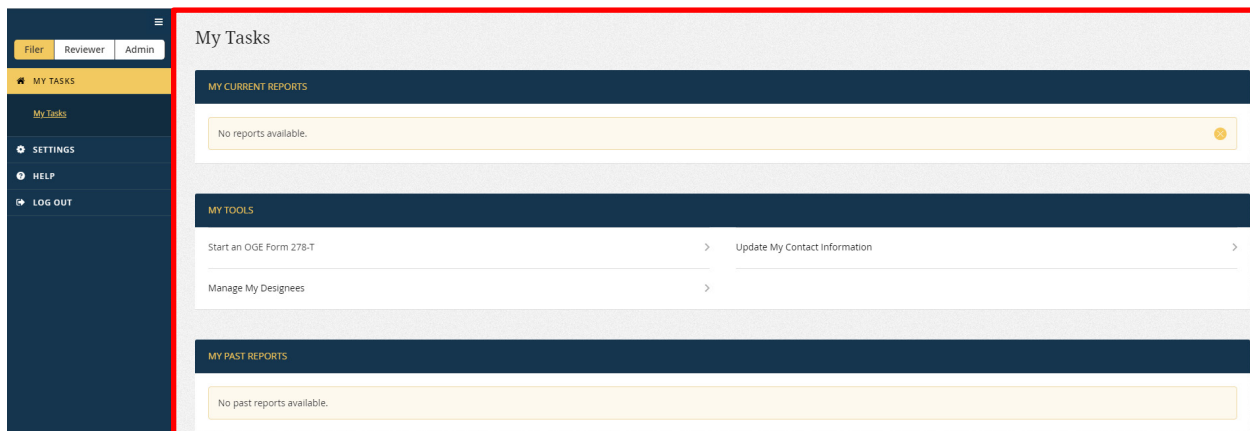 Filer Reviewer Admin
MY TASKS
My Tasks
SETTINGS
HELP
LOG OUT
My Tasks
MY CURRENT REPORTS
No reports available.
MY TOOLS
Start an OGE Form 278-T
Update My Contact Information
Manage My Designees
MY PAST REPORTS
No past reports available.